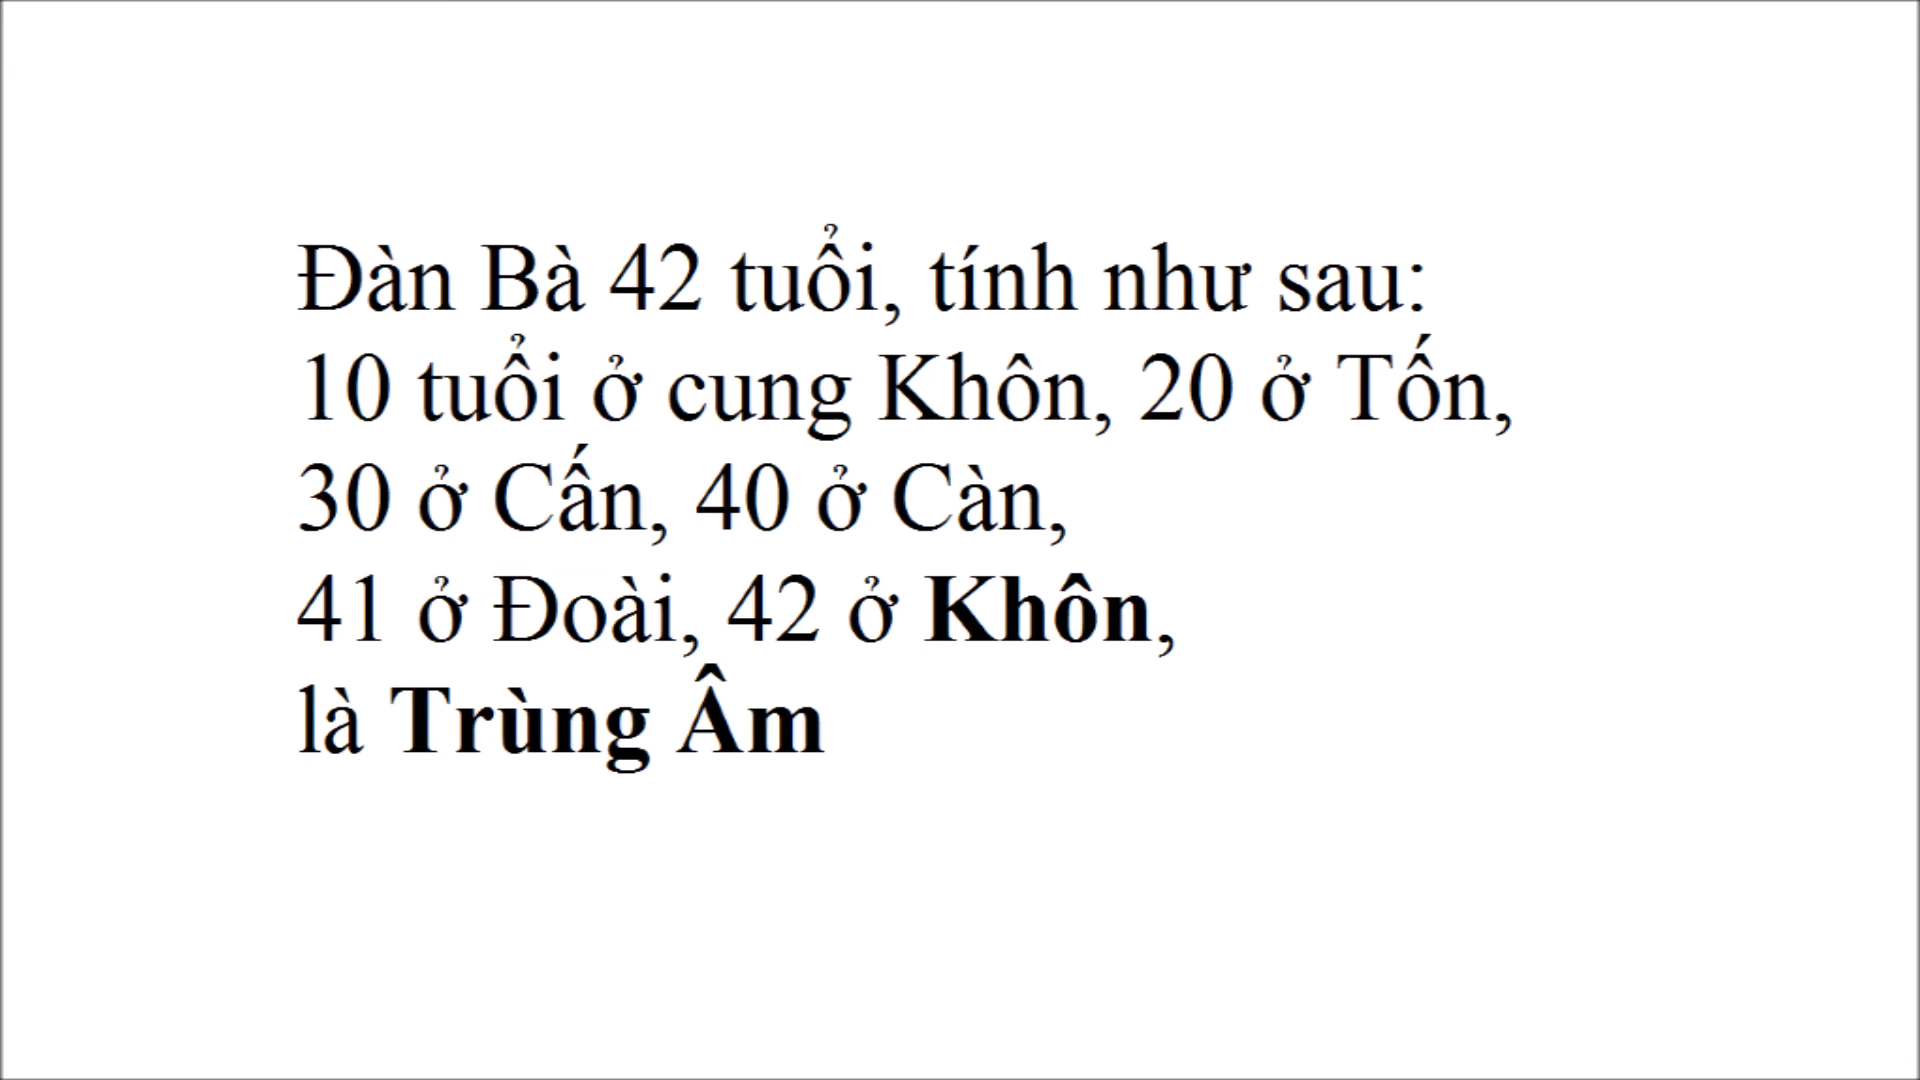 Đàn Bà 42 tuổi, tính như sau:
10 tuổi ở cung Khôn, 20 ở Tốn,
30 ở Cấn, 40 ở Càn,
41 ở Đoài, 42 ở Khôn,
là Trùng Âm